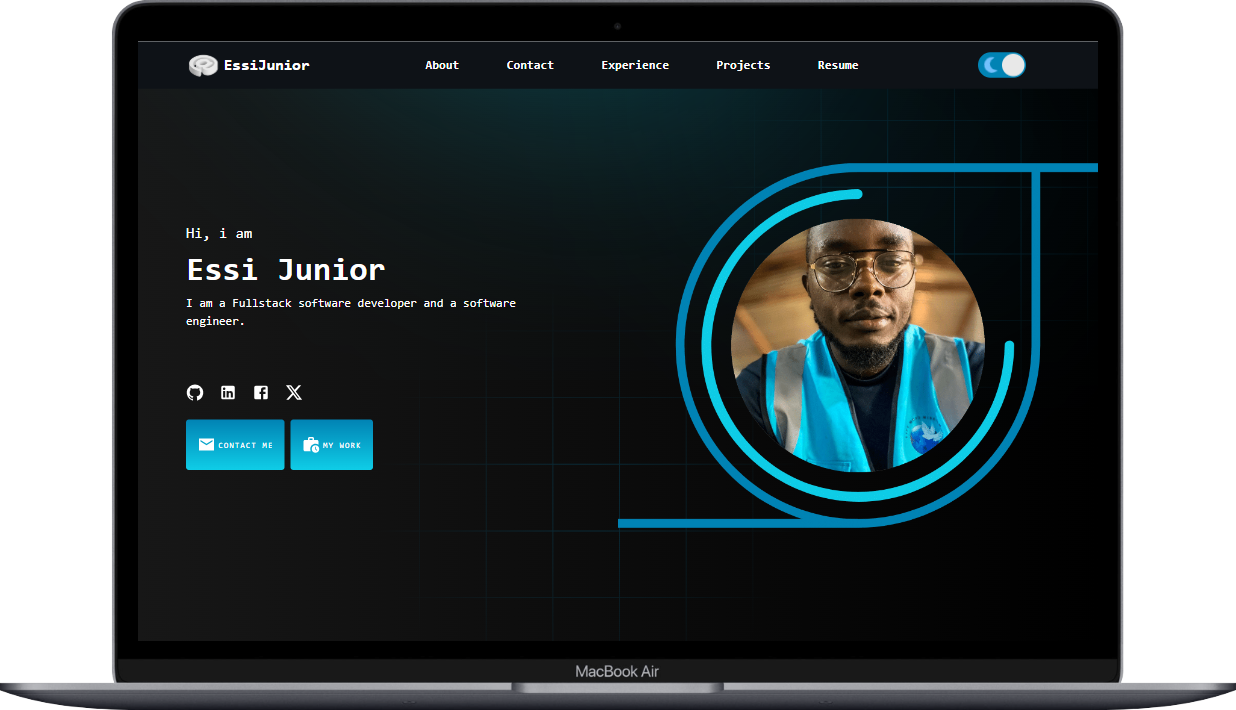 EssiJunior
About Contact Experience Projects Resume
Hi, i am
Essi Junior
I am a Fullstack software developer and a software
engineer.
CONTACT ME
MY WORK
MacBook Air